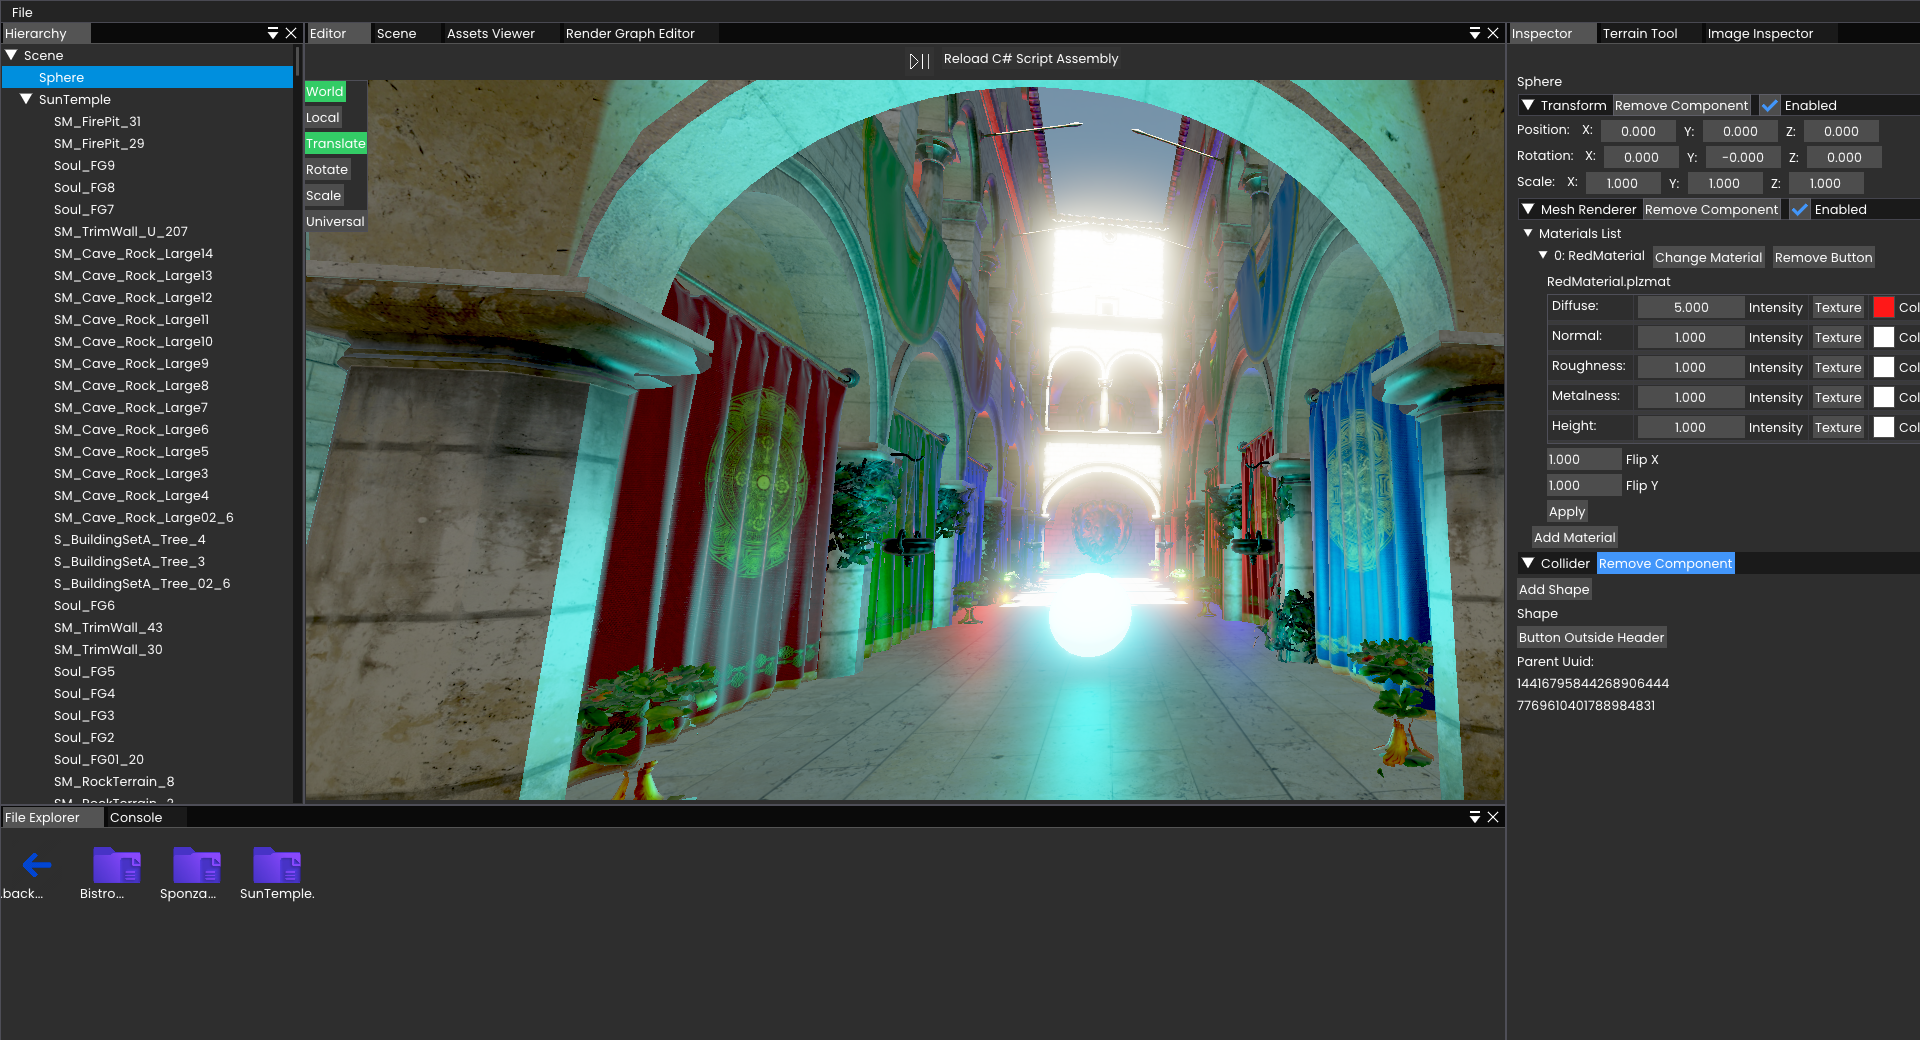 File
Hierarchy
Scene
Sphere
SunTemple
SM_FirePit_31
SM_FirePit_29
Soul_FG9
Soul_FG8
Soul_FG7
SM_TrimWall_U_207
SM_Cave_Rock_Large14
SM_Cave_Rock_Large13
SM_Cave_Rock_Large12
SM_Cave_Rock_Large11
SM_Cave_Rock_Large10
SM_Cave_Rock_Large9
SM_Cave_Rock_Large8
SM_Cave_Rock_Large7
SM_Cave_Rock_Large6
SM_Cave_Rock_Large5
SM_Cave_Rock_Large3
SM_Cave_Rock_Large4
SM_Cave_Rock_Large02_6
S_BuildingSetA_Tree_4
S_BuildingSetA_Tree_3
S_BuildingSetA_Tree_02_6
Soul_FG6
SM_TrimWall_43
SM_TrimWall_30
Soul_FG5
Soul_FG4
Soul_FG3
Soul_FG2
Soul_FG01_20
SM_RockTerrain_8
Editor Scene Assets Viewer Render Graph Editor
Reload C# Script Assembly
World
Local
Translate
Rotate
Scale
Universal
Inspector Terrain Tool Image Inspector
Sphere
Transform Remove Component Enabled
Position: X: 0.000 Y: 0.000 Z: 0.000
Rotation: X: 0.000 Y: -0.000 Z: 0.000
Scale: X: 1.000 Y: 1.000 Z: 1.000
Mesh Renderer Remove Component Enabled
Materials List
0: RedMaterial Change Material Remove Button
RedMaterial.plzmat
Diffuse: 5.000 Intensity Texture Col
Normal: 1.000 Intensity Texture Col
Roughness: 1.000 Intensity Texture Col
Metalness: 1.000 Intensity Texture Col
Height: 1.000 Intensity Texture Col
1.000 Flip X
1.000 Flip Y
Apply
Add Material
Collider Remove Component
Add Shape
Shape
Button Outside Header
Parent Uuid:
14416795844268906444
7769610401788984831
File Explorer Console
.back... Bistro... Sponza... SunTemple.